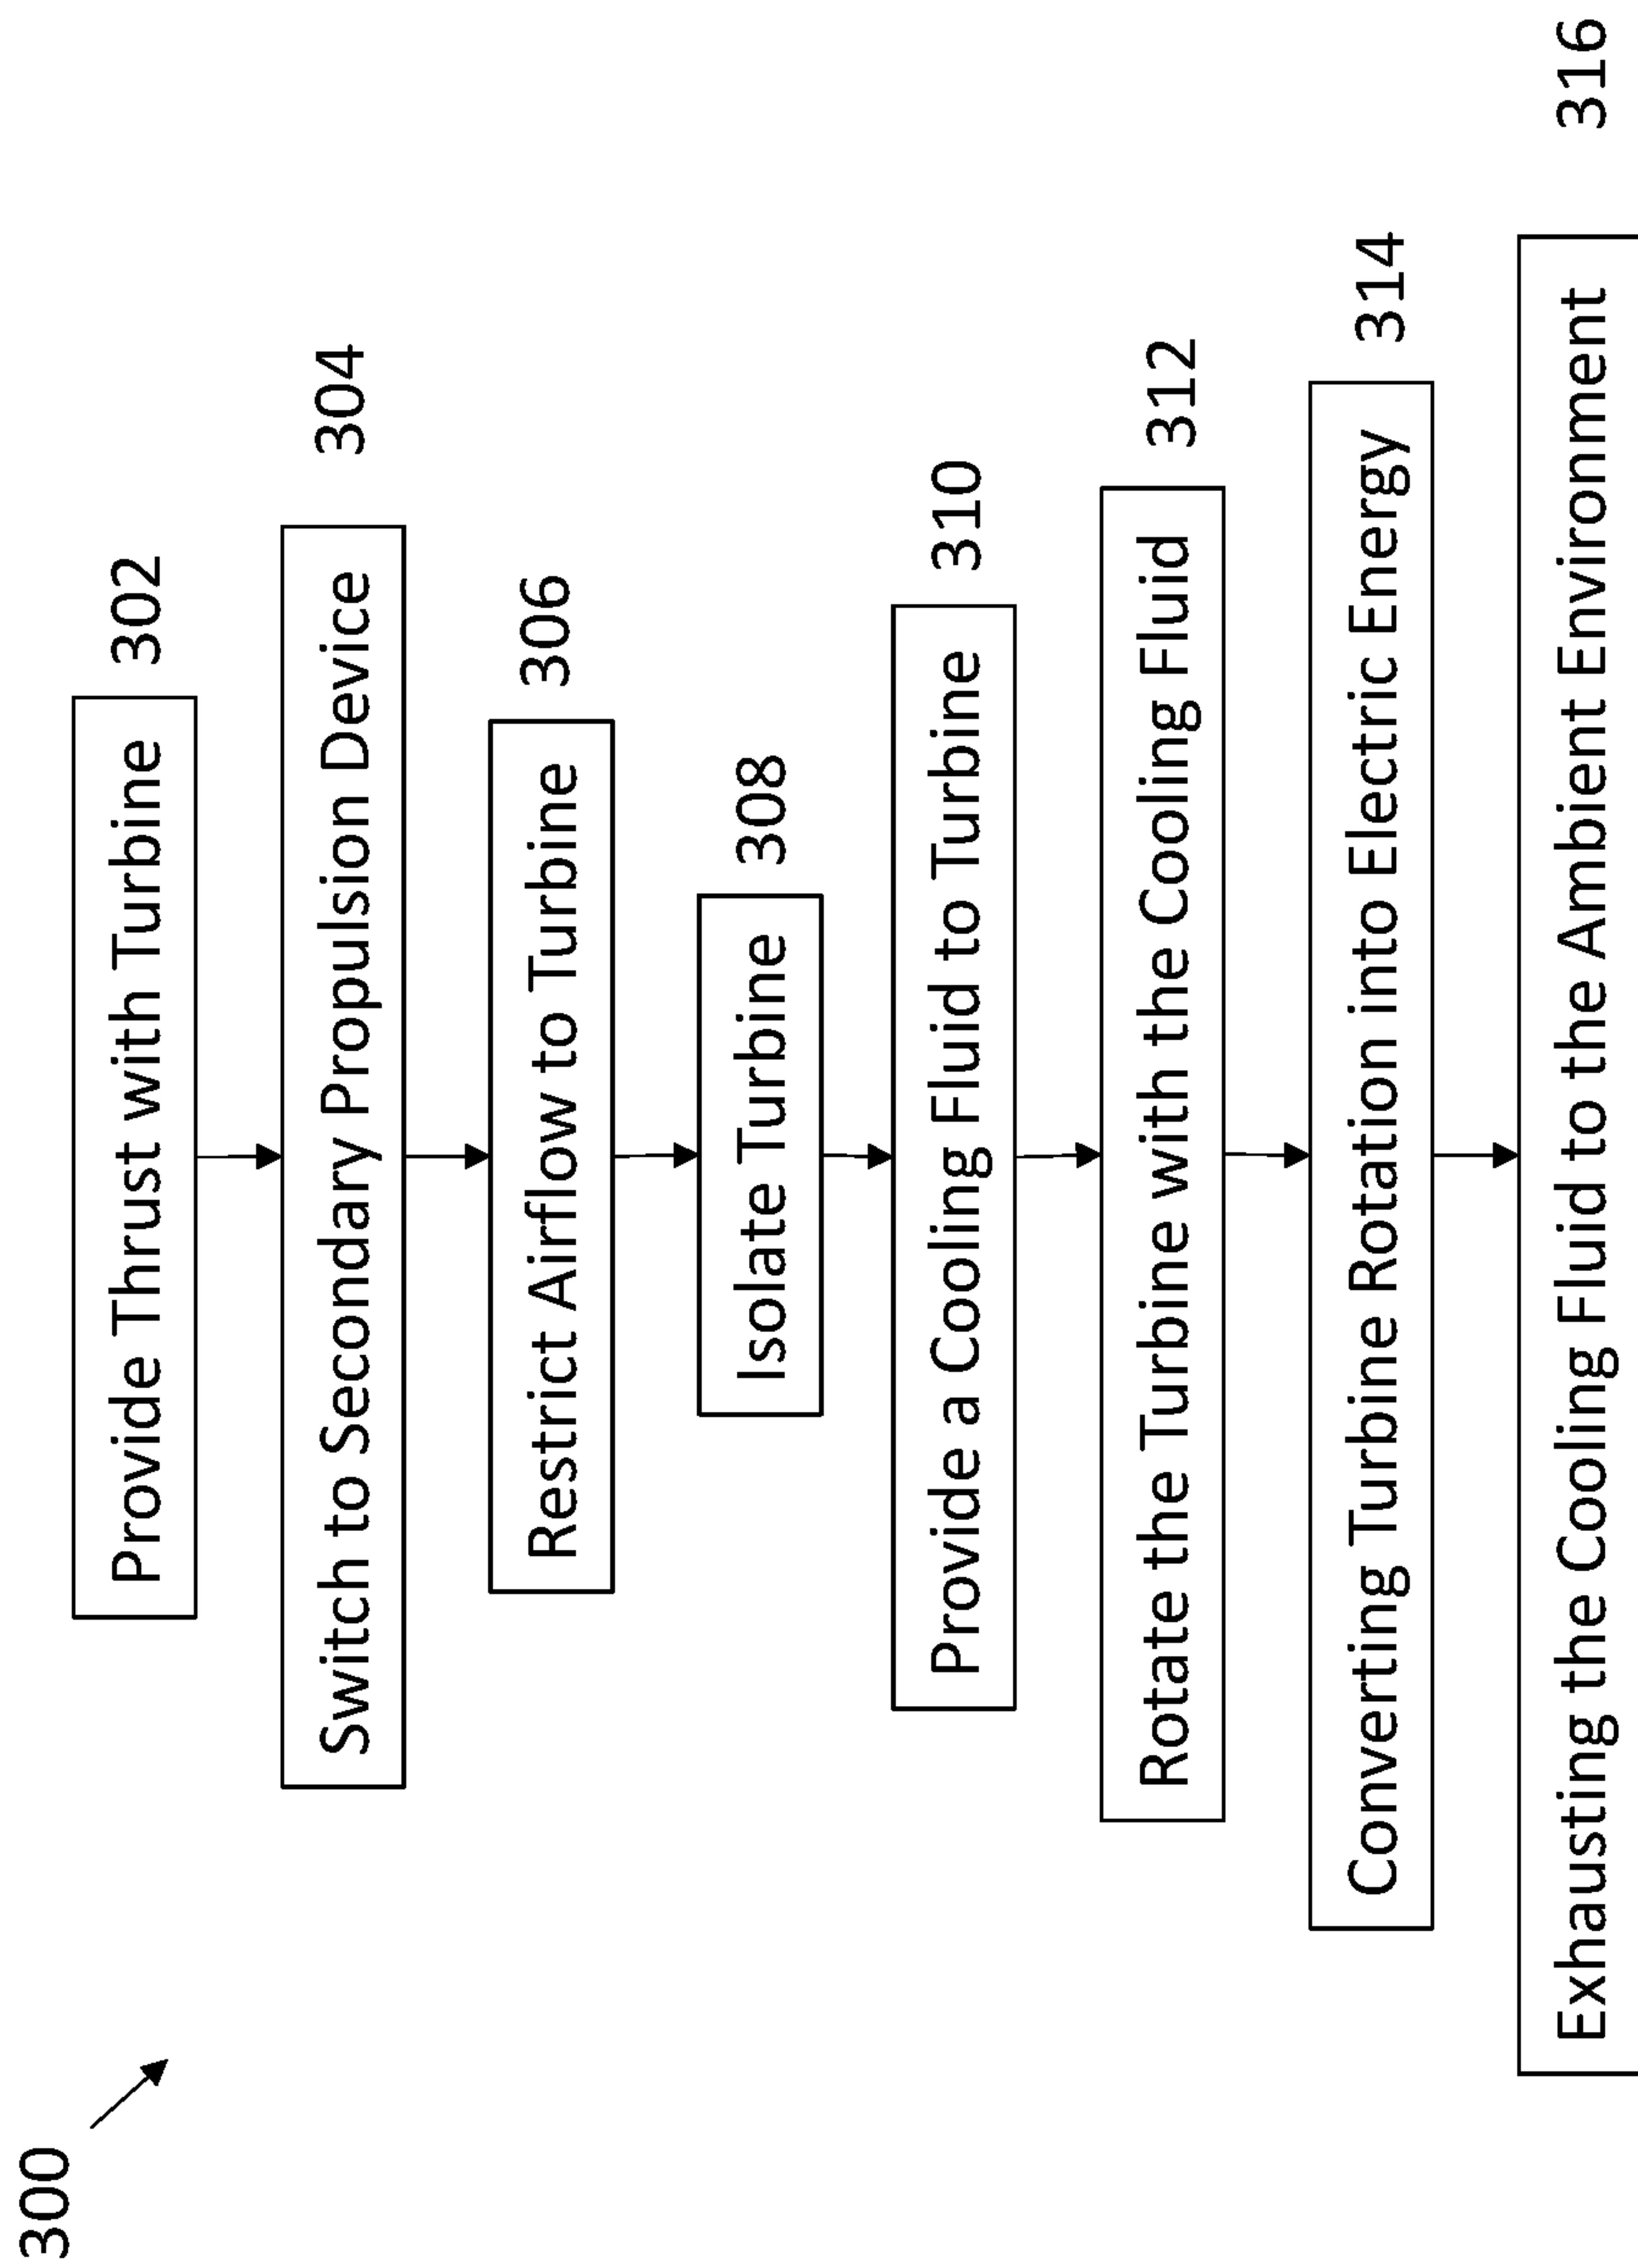 300
Provide Thrust with Turbine 302
Switch to Secondary Propulsion Device 304
Restrict Airflow to Turbine 306
Isolate Turbine 308
Provide a Cooling Fluid to Turbine 310
Rotate the Turbine with the Cooling Fluid 312
Converting Turbine Rotation into Electric Energy 314
Exhausting the Cooling Fluid to the Ambient Environment 316